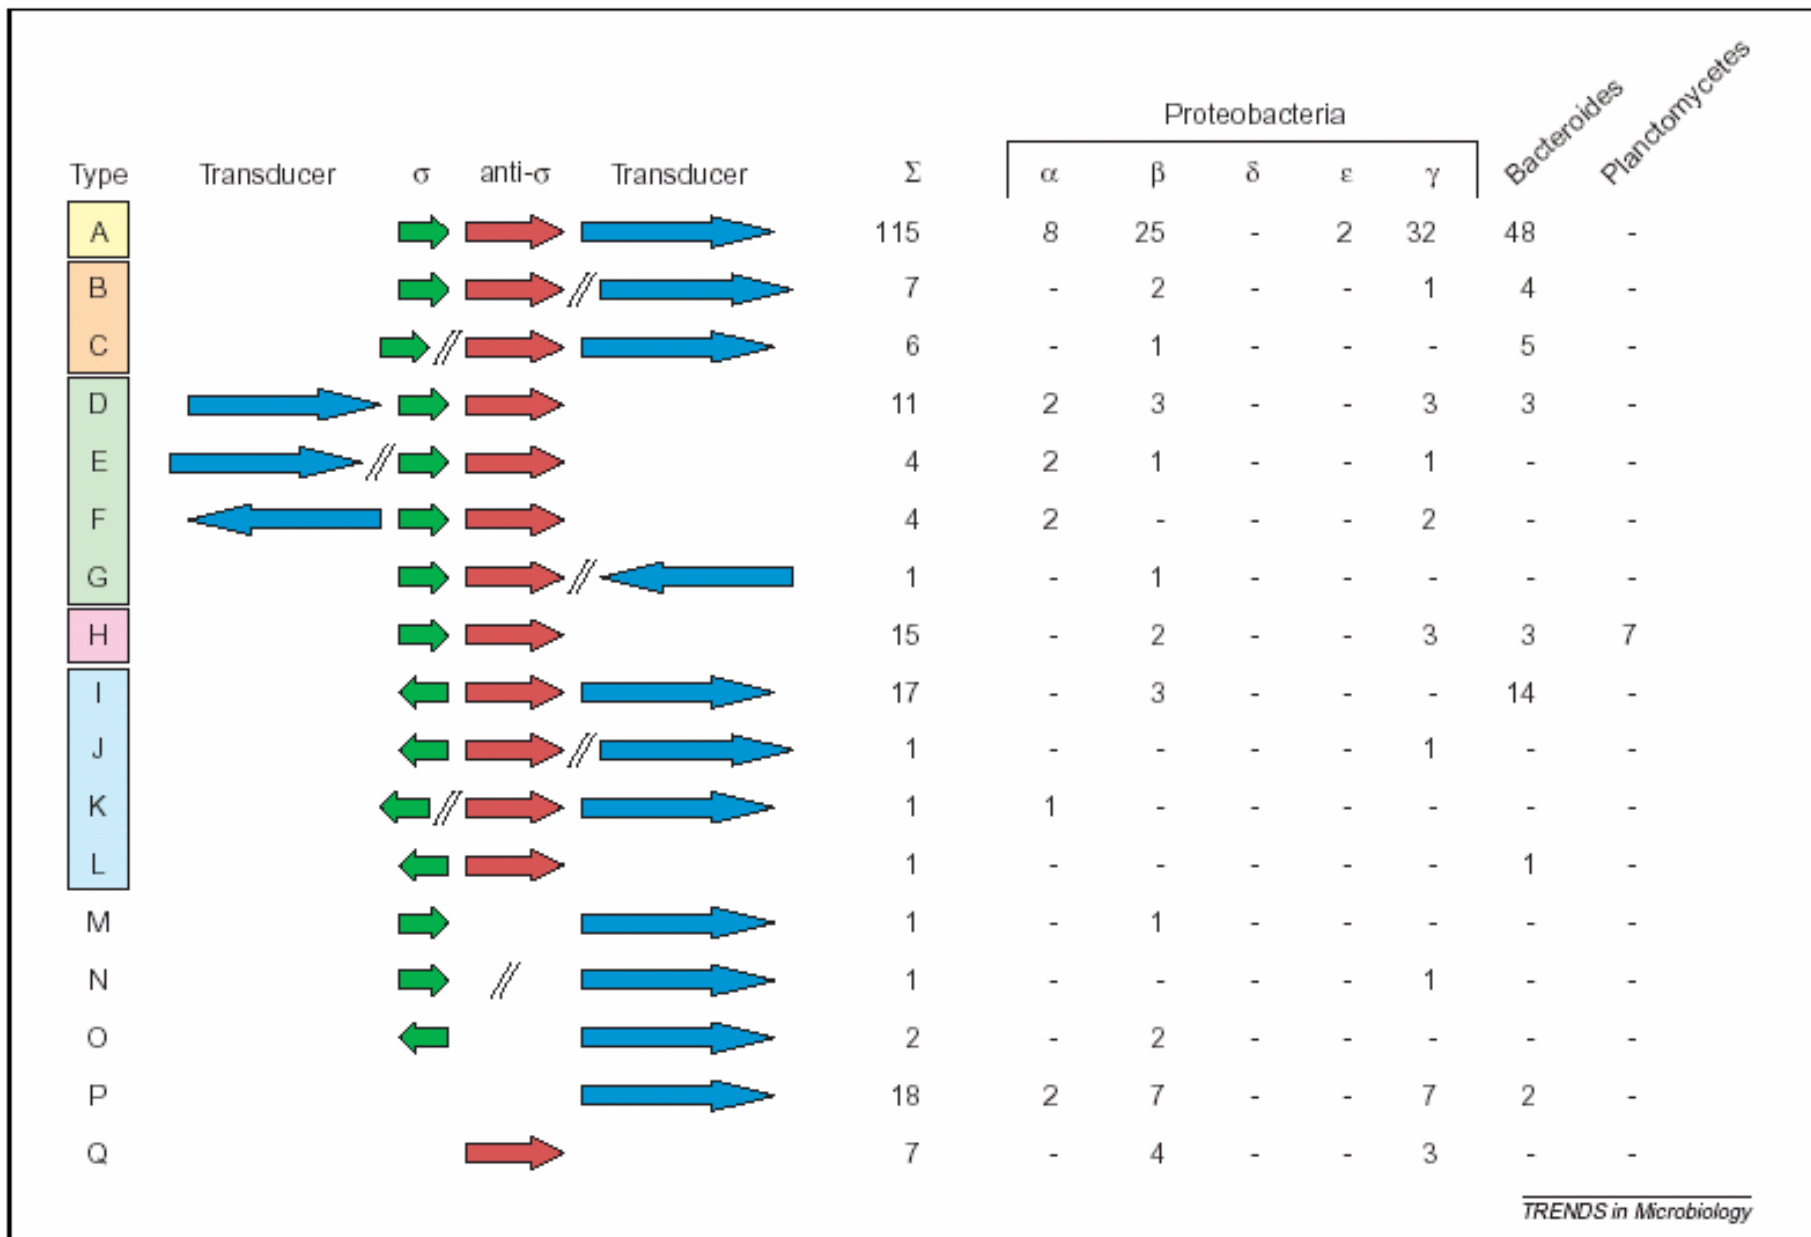 Proteobacteria
Bacteroides
Planctomycetes
Type Transducer σ anti-σ Transducer Σ α β δ ε γ
A 115 8 25 - 2 32 48 -
B // 7 - 2 - - 1 4 -
C // 6 - 1 - - - 5 -
D 11 2 3 - - 3 3 -
E // 4 2 1 - - 1 - -
F 4 2 - - - 2 - -
G // 1 - 1 - - - - -
H 15 - 2 - - 3 3 7
I 17 - 3 - - - 14 -
J // 1 - - - - 1 - -
K // 1 1 - - - - - -
L 1 - - - - - 1 -
M 1 - 1 - - - - -
N // 1 - - - - 1 - -
O 2 - 2 - - - - -
P 18 2 7 - - 7 2 -
Q 7 - 4 - - 3 - -
TRENDS in Microbiology